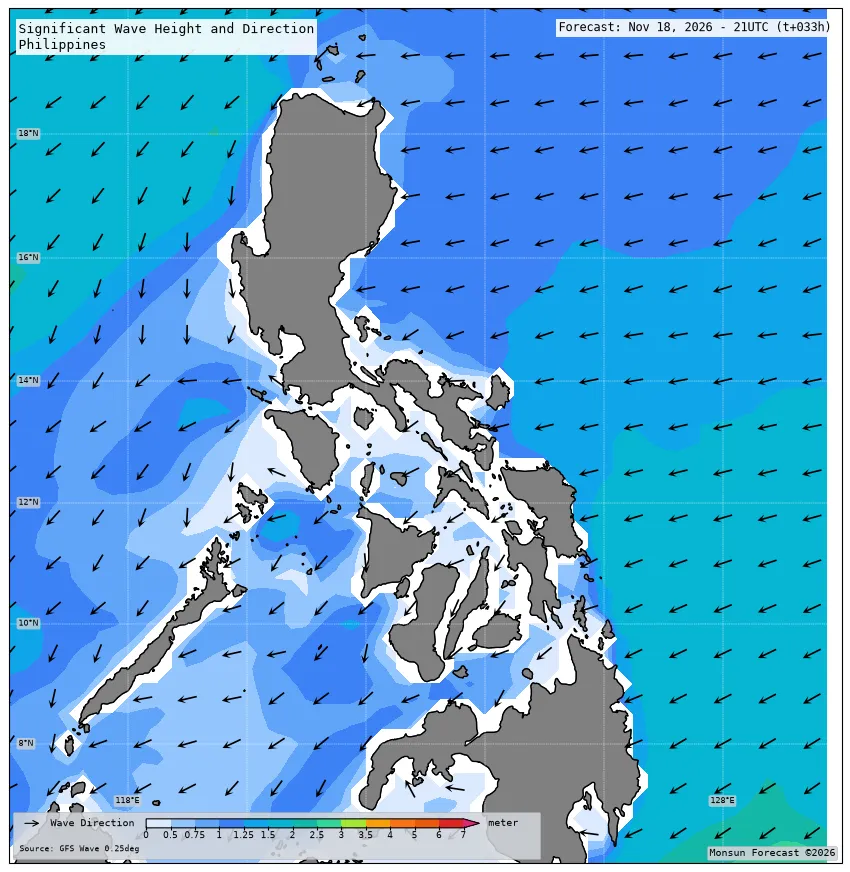 Significant Wave Height and Direction
Philippines
Forecast: Nov 18, 2026 - 21UTC (t+033h)
18°N
16°N
14°N
12°N
10°N
8°N
118°E
128°E
Wave Direction
meter
0 0.5 0.75 1 1.25 1.5 2 2.5 3 3.5 4 5 6 7
Source: GFS Wave 0.25deg
Monsun Forecast ©2026